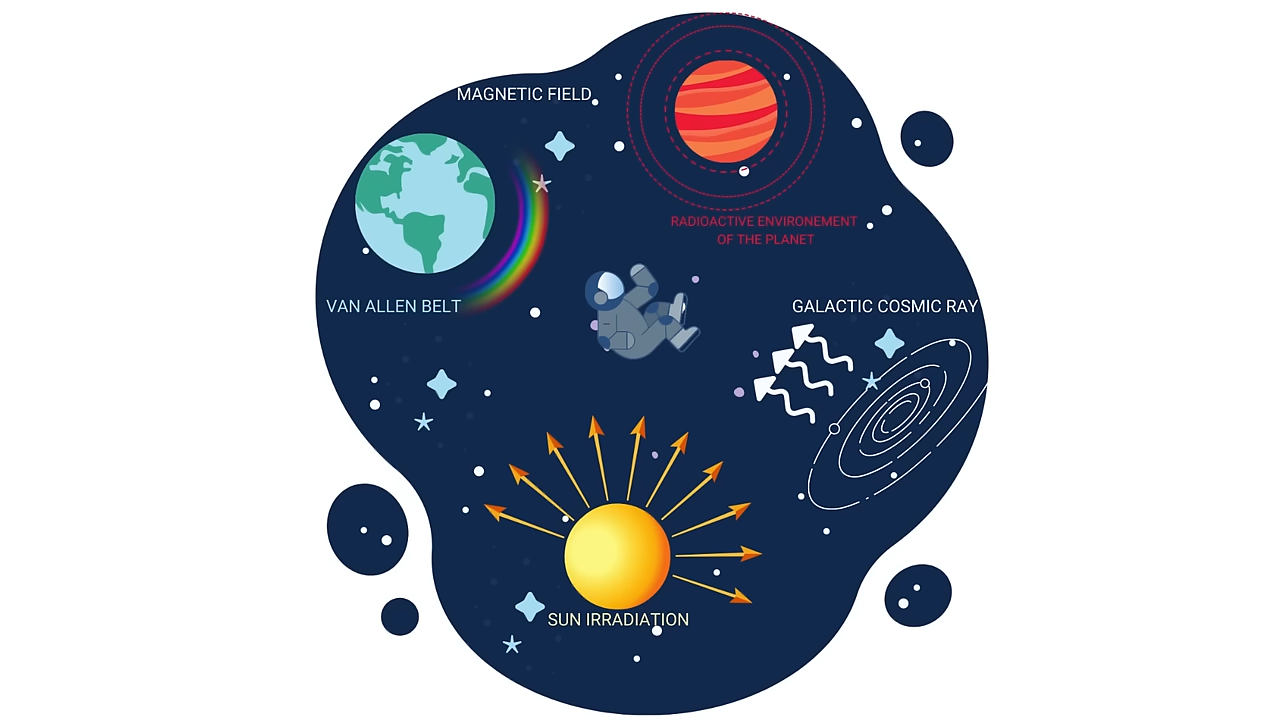 MAGNETIC FIELD
RADIOACTIVE ENVIRONEMENT
OF THE PLANET
VAN ALLEN BELT
GALACTIC COSMIC RAY
SUN IRRADIATION